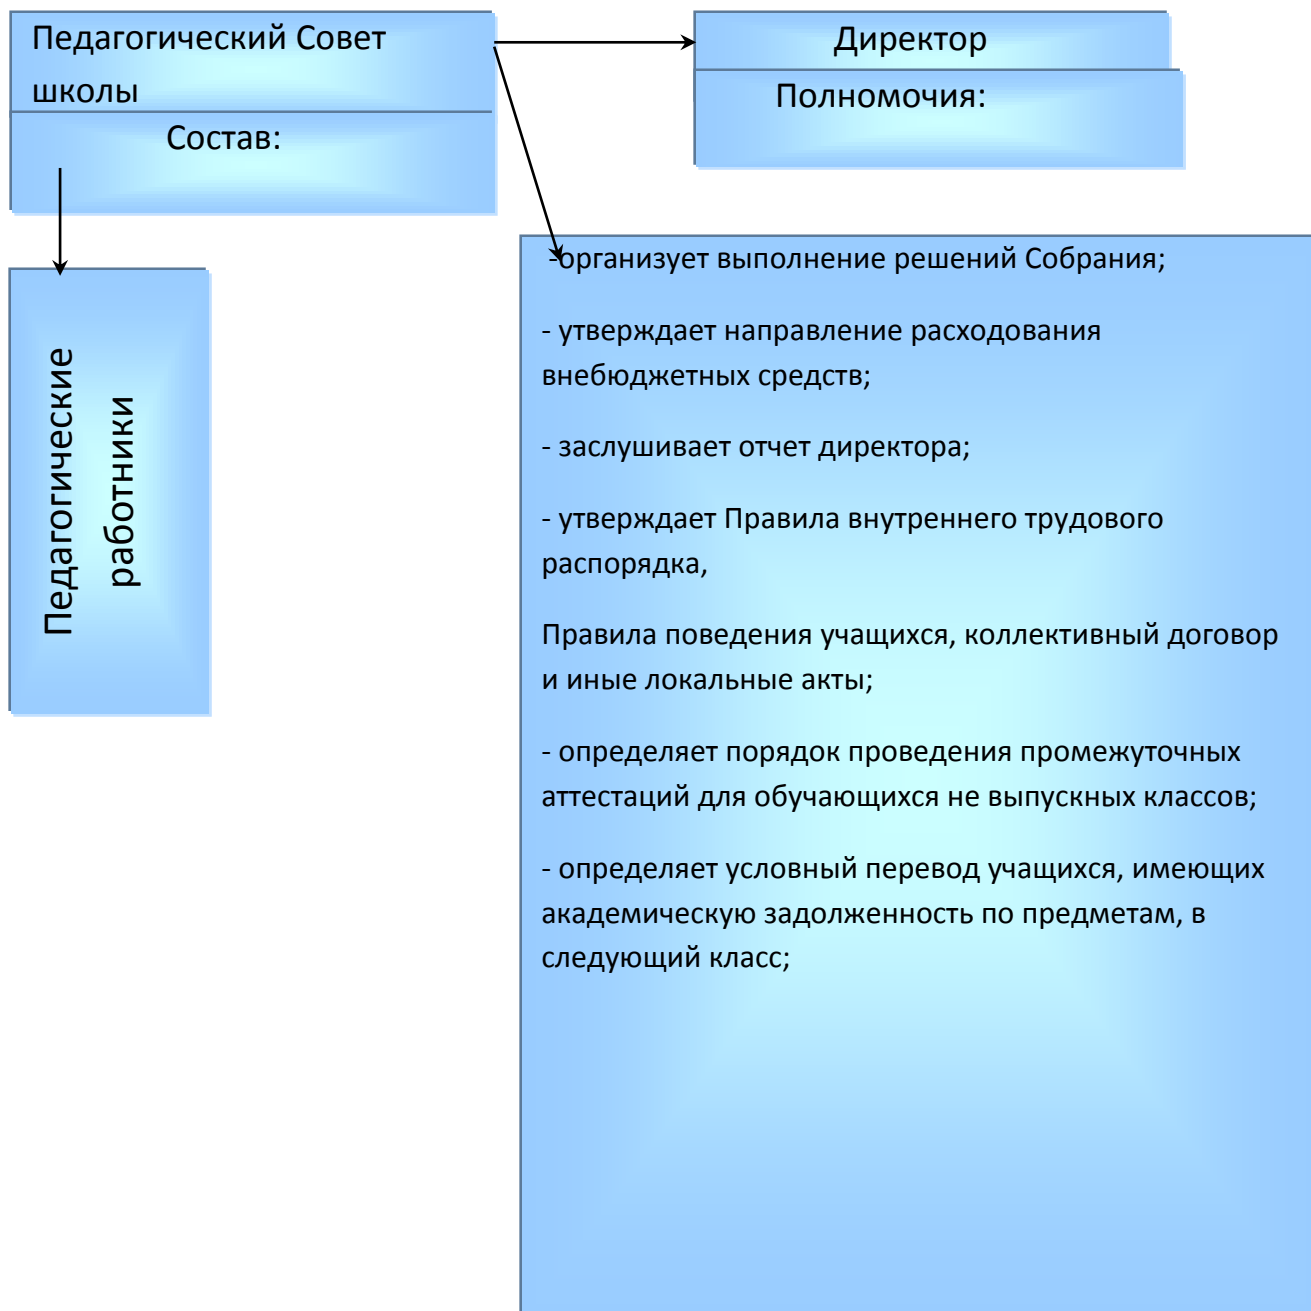 Педагогический Совет
школы
Состав:
Директор
Полномочия:
Педагогические
работники
-организует выполнение решений Собрания;
- утверждает направление расходования
внебюджетных средств;
- заслушивает отчет директора;
- утверждает Правила внутреннего трудового
распорядка,
Правила поведения учащихся, коллективный договор
и иные локальные акты;
- определяет порядок проведения промежуточных
аттестаций для обучающихся не выпускных классов;
- определяет условный перевод учащихся, имеющих
академическую задолженность по предметам, в
следующий класс;